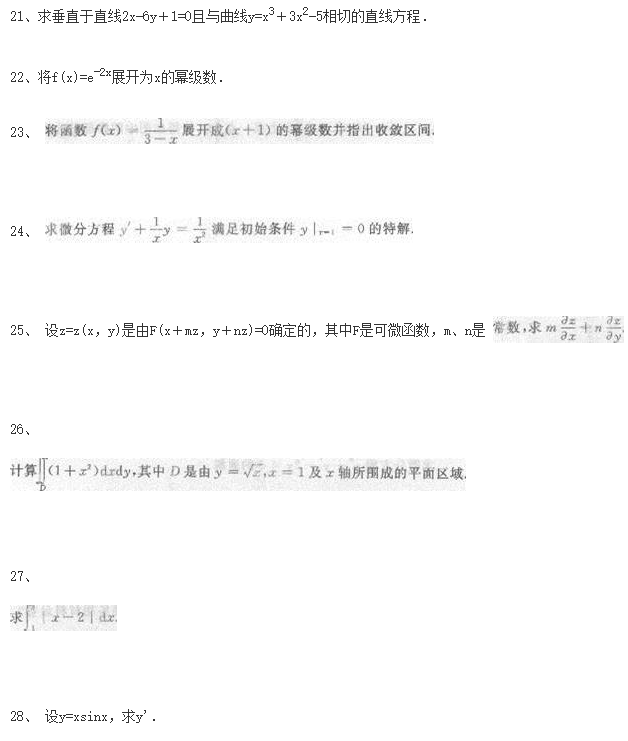 21、求垂直于直线2x-6y+1=0且与曲线y=x³+3x²-5相切的直线方程.
22、将f(x)=e⁻²ˣ展开为x的幂级数.
23、 将函数 f(x) = 1/(3-x) 展开成(x+1)的幂级数并指出收敛区间.
24、 求微分方程 y′ + (1/x)y = 1/x² 满足初始条件 y|ₓ₌₁ = 0 的特解.
25、 设z=z(x, y)是由F(x+mz, y+nz)=0确定的, 其中F是可微函数, m、n是 常数,求 m ∂z/∂x + n ∂z/∂y.
26、
计算∬_D(1+x²)dxdy,其中 D 是由 y = √x,x = 1 及 x 轴所围成的平面区域.
27、
求∫ | x-2 | dx.
28、 设y=xsinx, 求y'.